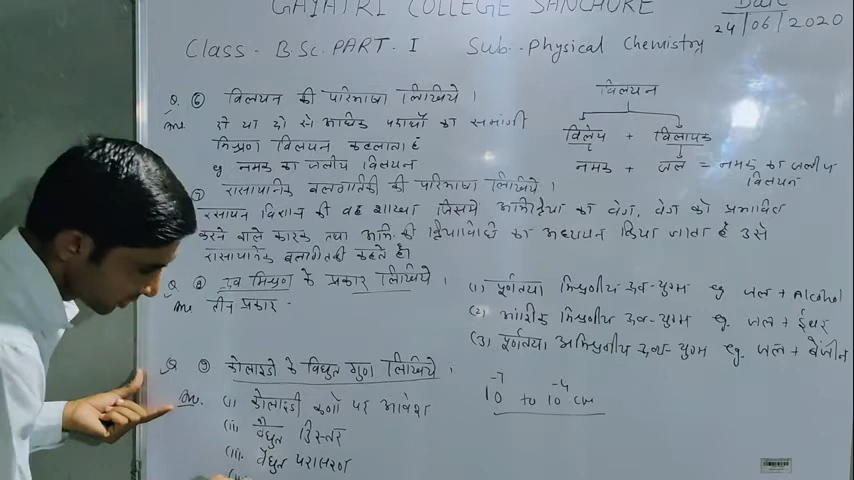 GAYATRI COLLEGE SANCHORE
Date
24/06/2020
Class - B.Sc. PART - I Sub.- Physical Chemistry
Q. ⑥ विलयन की परिभाषा लिखिये ।
Ans. दो या दो से अधिक पदार्थो का समांगी
मिश्रण विलयन कहलाता है
eg नमक का जलीय विलयन
विलयन
विलेय + विलायक
नमक + जल = नमक का जलीय
विलयन
⑦ रासायनिक बलगतिकी की परिभाषा लिखिये ।
रसायन विज्ञान की वह शाखा जिसमे अभिक्रिया का वेग, वेग को प्रभावित
करने वाले कारक तथा अभि. की क्रियाविधि का अध्ययन किया जाता है उसे
रासायनिक बलगतिकी कहते है।
Q ⑧ द्रव मिश्रण के प्रकार लिखिये ।
Ans तीन प्रकार -
(1) पूर्णतया मिश्रणीय द्रव-युग्म eg जल + Alcohol
(2) आंशिक मिश्रणीय द्रव-युग्म eg. जल + ईथर
(3) पूर्णतया अमिश्रणीय द्रव्य-युग्म eg. जल + बेंजीन
Q ⑨ कोलाइडो के विधुत गुण लिखिये ।
Ans. (i) कोलाइडी कणों पर आवेश
(ii) वैधुत द्विस्तर
(iii). वैधुत परासरण
10⁻⁷ to 10⁻⁴ cm